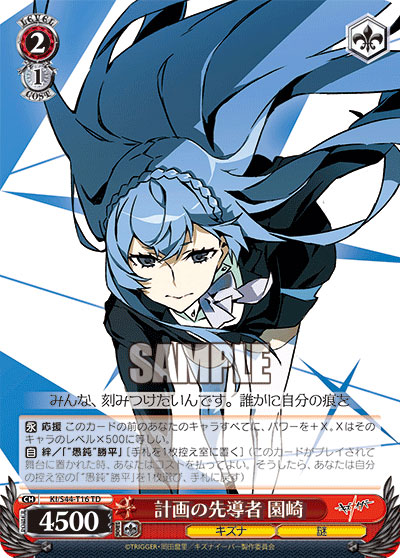 LEVEL
2
1
COST
SAMPLE
みんな、刻みつけたいんです。誰かに自分の痕を
永 応援 このカードの前のあなたのキャラすべてに、パワーを+X。Xはその
キャラのレベル×500に等しい。
自 絆／「“愚鈍”勝平」［手札を1枚控え室に置く］（このカードがプレイされて
舞台に置かれた時、あなたはコストを払ってよい。そうしたら、あなたは自分
の控え室の「“愚鈍”勝平」を1枚選び、手札に戻す）
CH
KI/S44-T16 TD
4500
計画の先導者 園崎
キズナイーバー
キズナ
謎
©TRIGGER・岡田麿里／キズナイーバー製作委員会